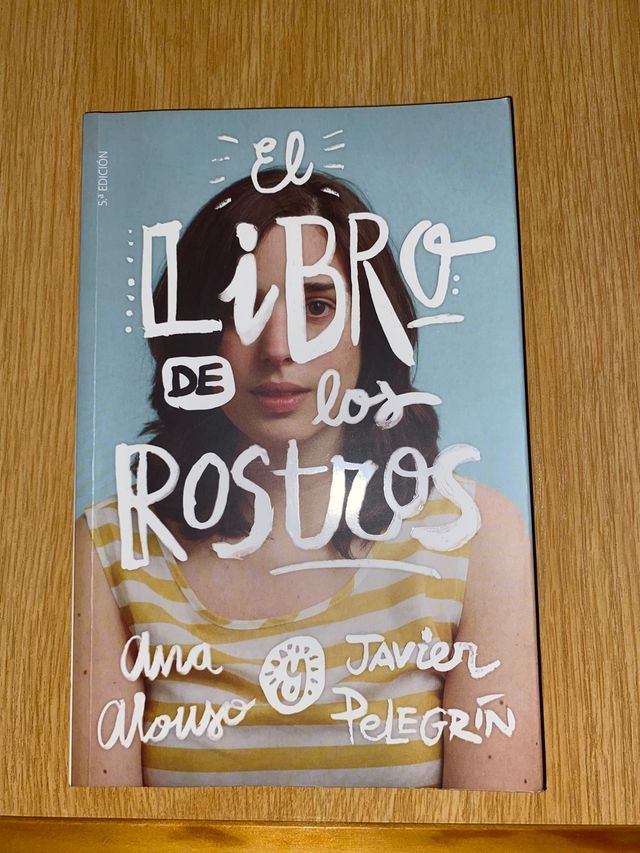 5.ª EDICIÓN
El
LiBRO
DE los
ROStros
ana
alonso
y
JAVier
PeLEGRÍN